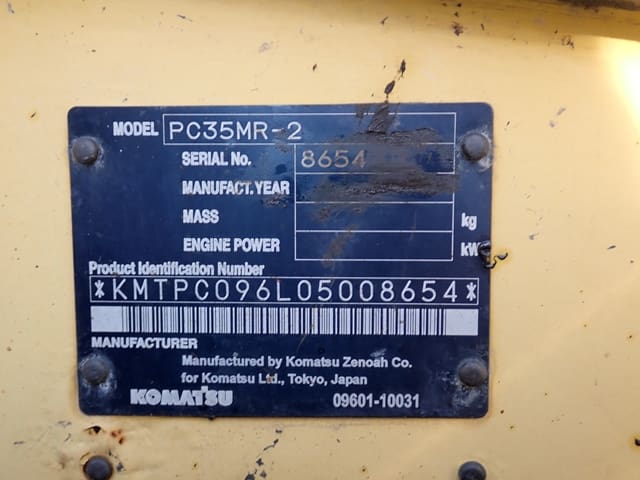 MODEL PC35MR-2
SERIAL No. 8654
MANUFACT.YEAR
MASS kg
ENGINE POWER kW
Product Identification Number
*KMTPC096L05008654*
MANUFACTURER
Manufactured by Komatsu Zenoah Co.
for Komatsu Ltd., Tokyo, Japan
KOMATSU 09601-10031